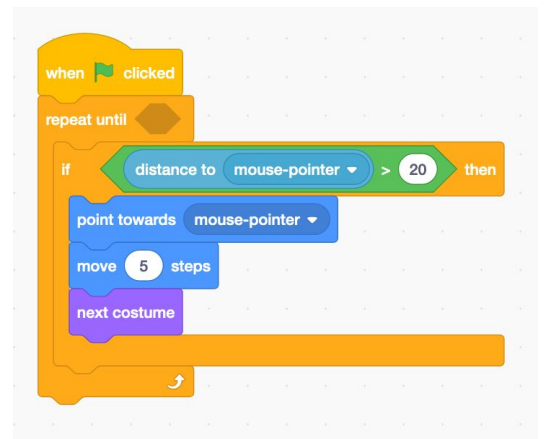 when clicked
repeat until
if distance to mouse-pointer > 20 then
point towards mouse-pointer
move 5 steps
next costume